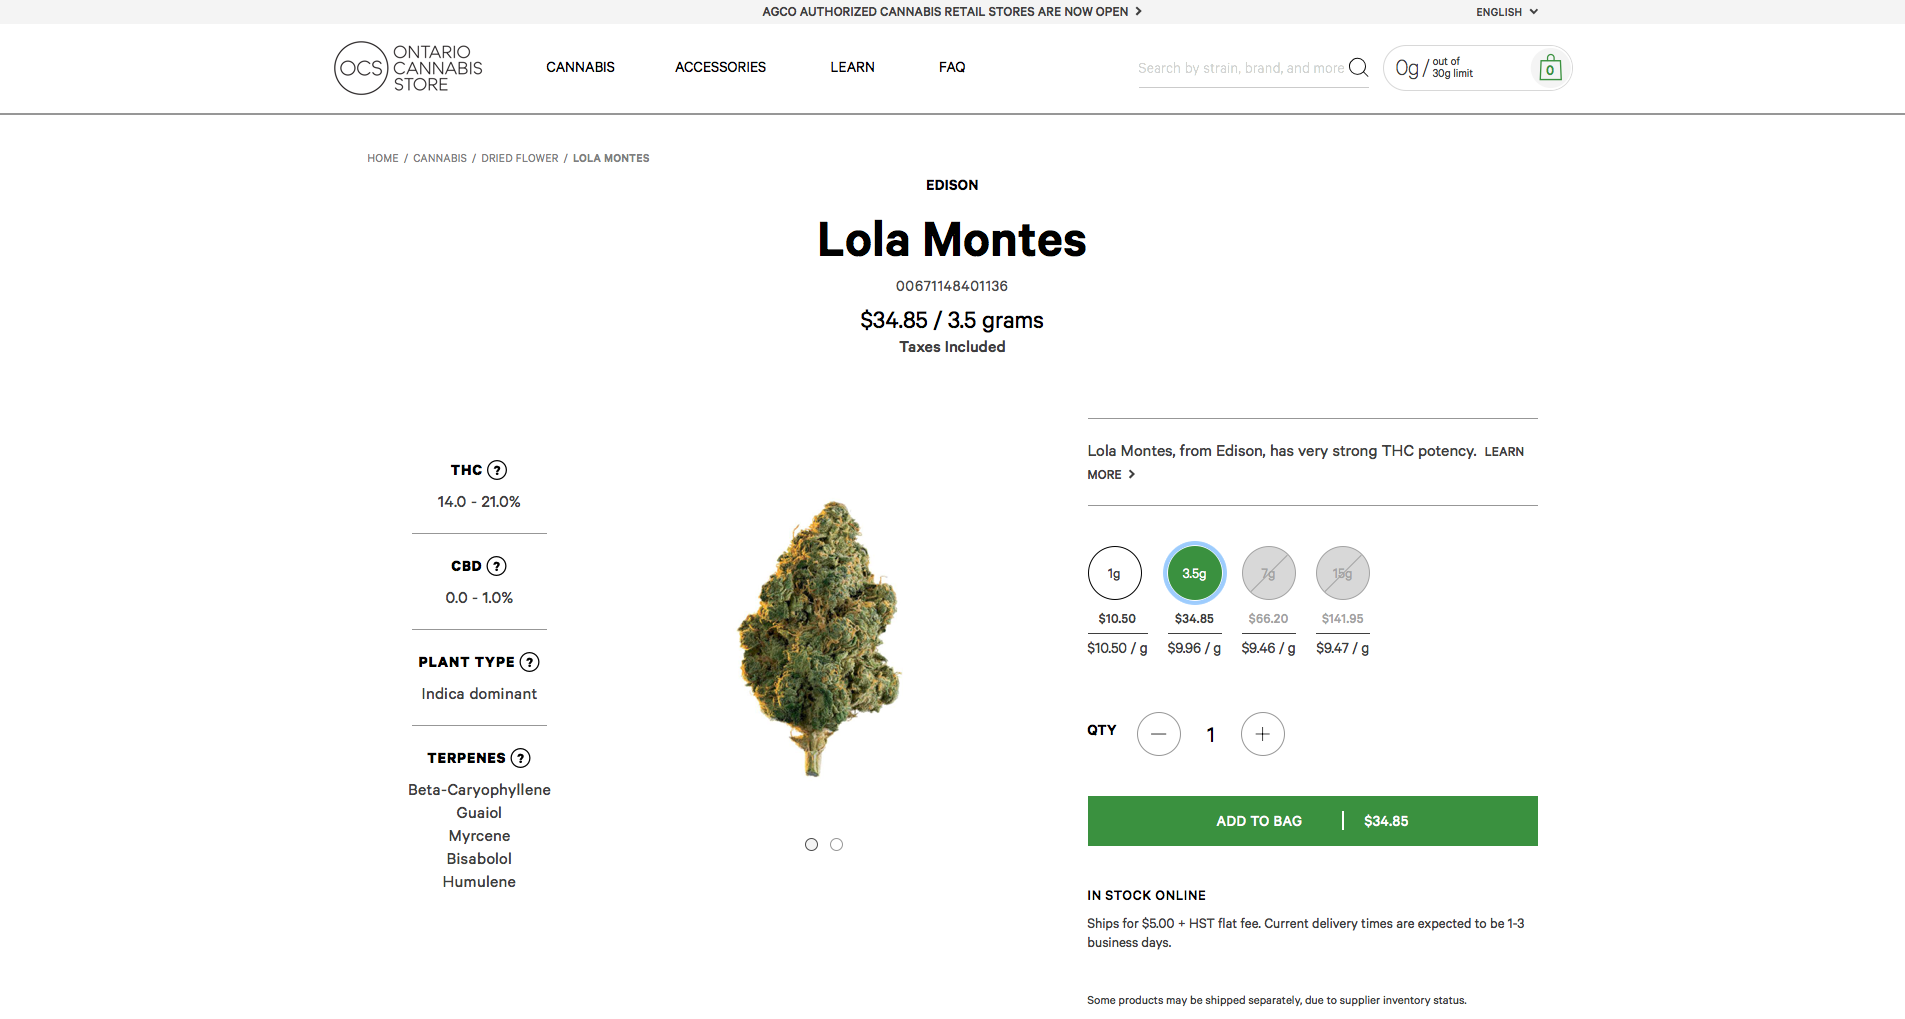 AGCO AUTHORIZED CANNABIS RETAIL STORES ARE NOW OPEN
ENGLISH
OCS
ONTARIO
CANNABIS
STORE
CANNABIS
ACCESSORIES
LEARN
FAQ
Search by strain, brand, and more
0g / out of
30g limit
0
HOME / CANNABIS / DRIED FLOWER / LOLA MONTES
EDISON
Lola Montes
00671148401136
$34.85 / 3.5 grams
Taxes Included
THC ?
14.0 - 21.0%
CBD ?
0.0 - 1.0%
PLANT TYPE ?
Indica dominant
TERPENES ?
Beta-Caryophyllene
Guaiol
Myrcene
Bisabolol
Humulene
Lola Montes, from Edison, has very strong THC potency. LEARN
MORE
1g 3.5g 7g 15g
$10.50 $34.85 $66.20 $141.95
$10.50 / g $9.96 / g $9.46 / g $9.47 / g
QTY 1
ADD TO BAG | $34.85
IN STOCK ONLINE
Ships for $5.00 + HST flat fee. Current delivery times are expected to be 1-3
business days.
Some products may be shipped separately, due to supplier inventory status.